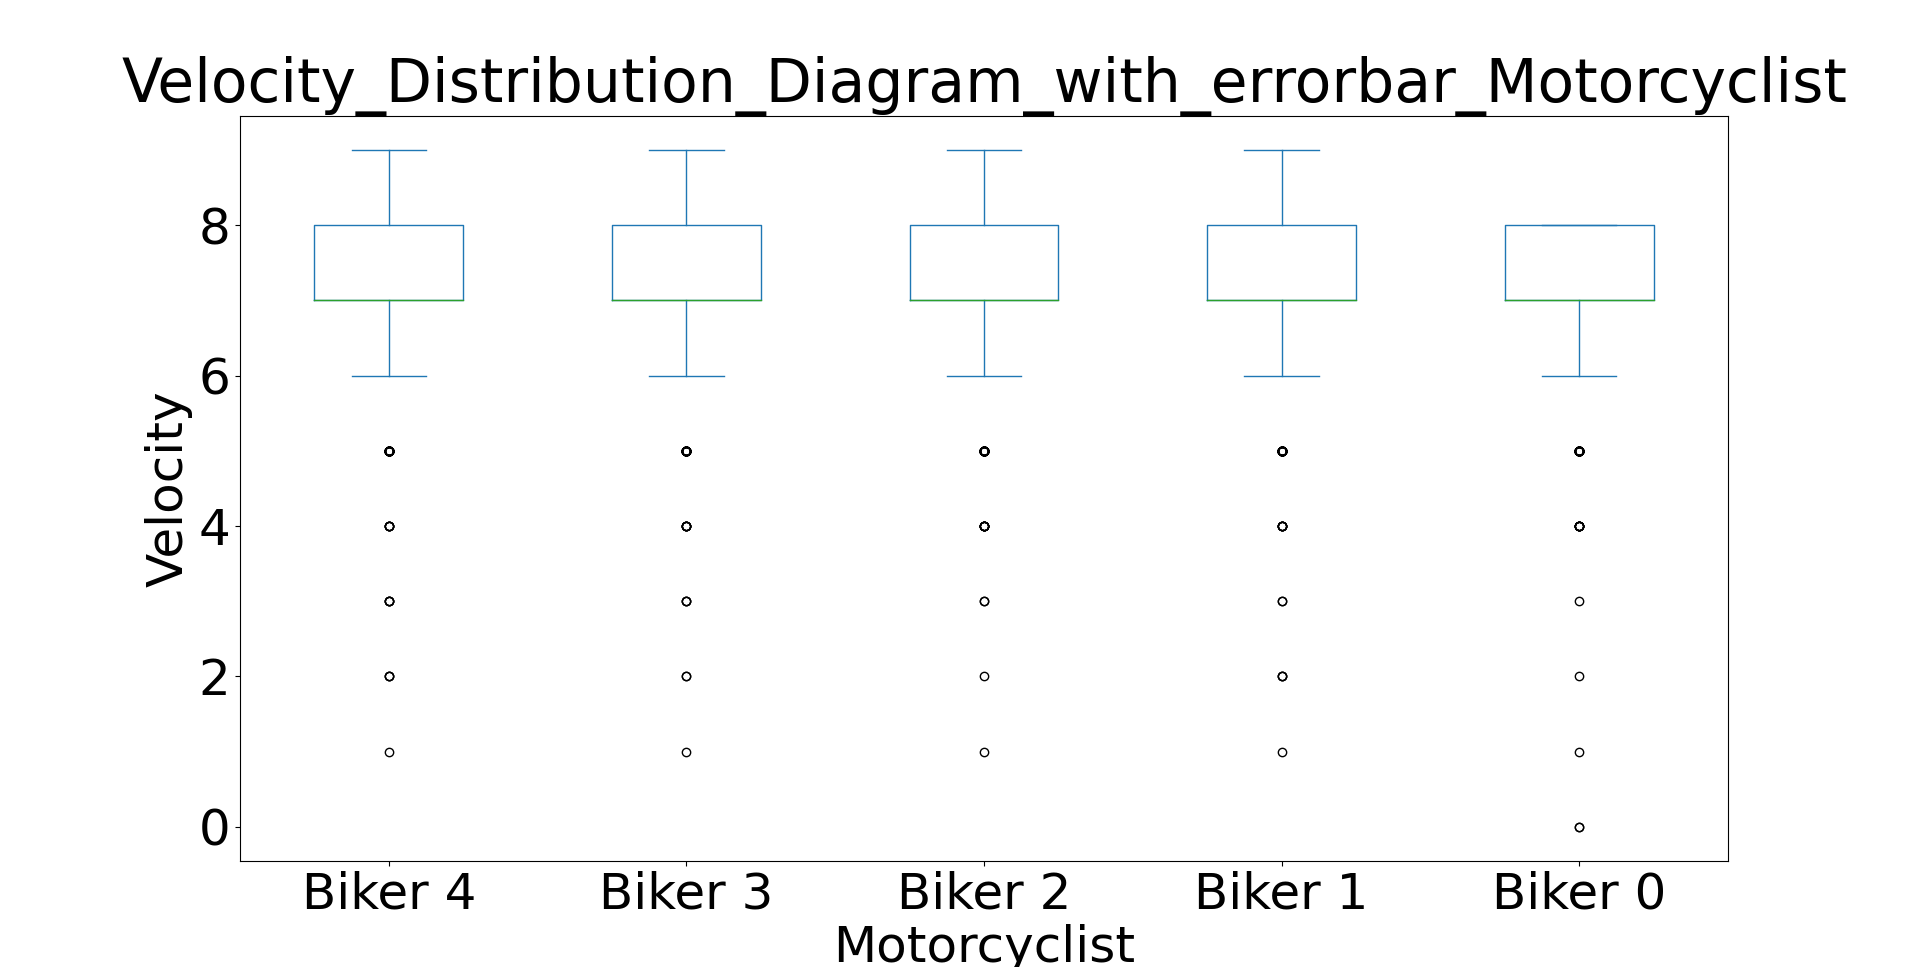 Velocity_Distribution_Diagram_with_errorbar_Motorcyclist
Velocity
8
6
4
2
0
Biker 4 Biker 3 Biker 2 Biker 1 Biker 0
Motorcyclist